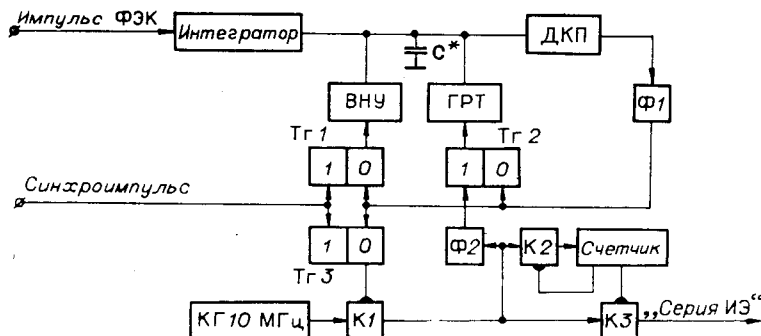 Импульс ФЭК
Интегратор
C*
ДКП
ВНУ
ГРТ
Ф1
Тг 1
Тг 2
1 0
1 0
Синхроимпульс
1 0
Ф2
К2
Счетчик
Тг 3
КГ 10 МГц
К1
К3
„Серия ИЭ“